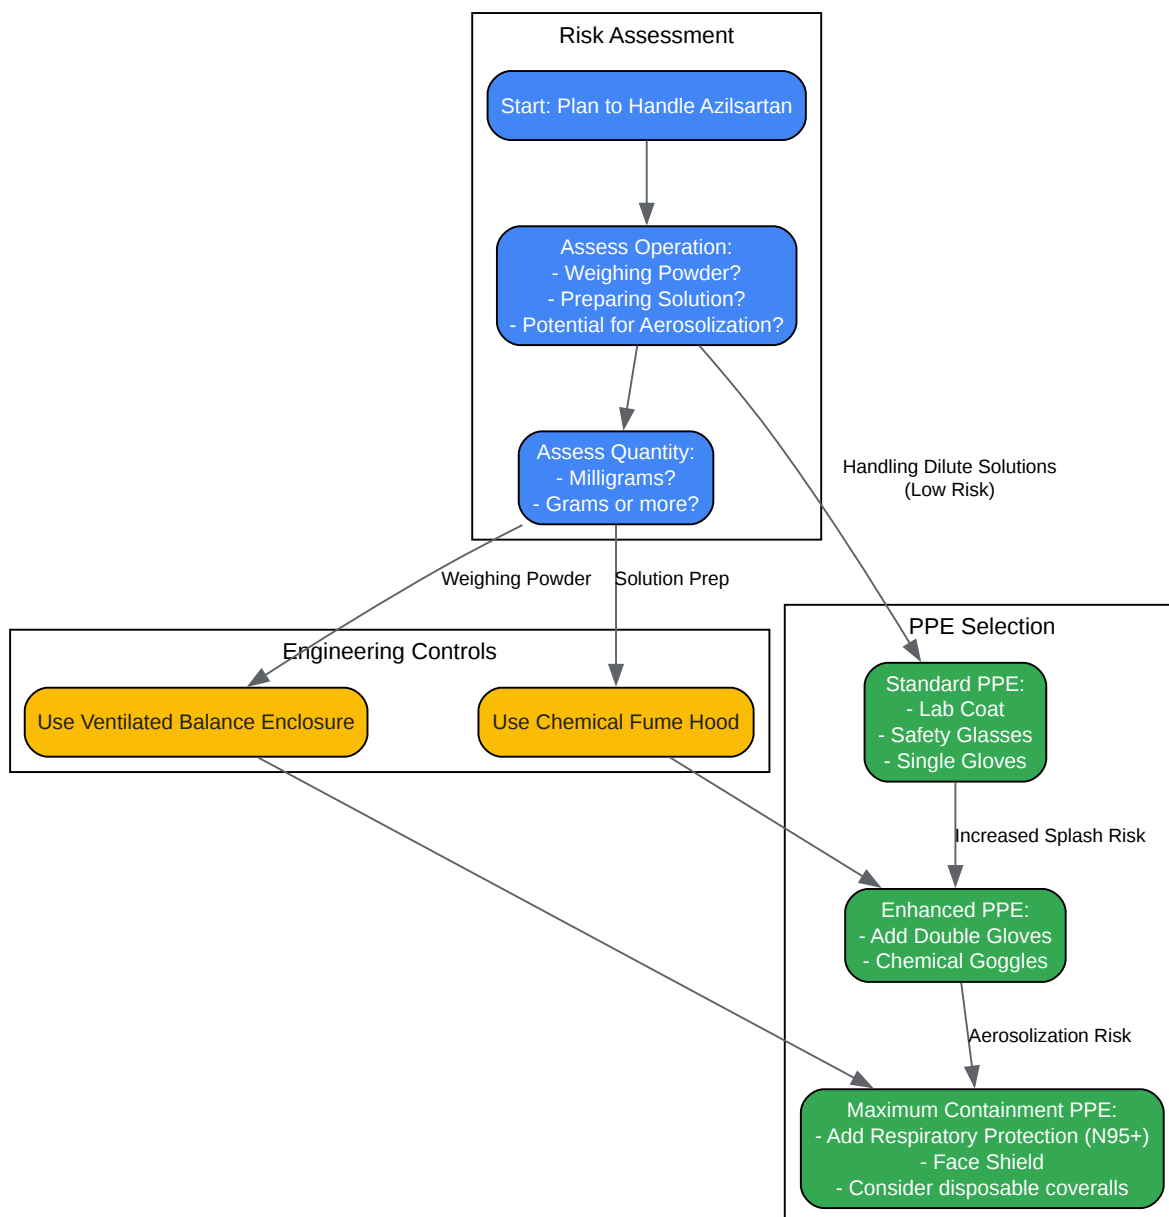 Risk Assessment
Start: Plan to Handle Azilsartan
Assess Operation:
- Weighing Powder?
- Preparing Solution?
- Potential for Aerosolization?
Assess Quantity:
- Milligrams?
- Grams or more?
Handling Dilute Solutions
(Low Risk)
Weighing Powder
Solution Prep
Engineering Controls
Use Ventilated Balance Enclosure
Use Chemical Fume Hood
PPE Selection
Standard PPE:
- Lab Coat
- Safety Glasses
- Single Gloves
Increased Splash Risk
Enhanced PPE:
- Add Double Gloves
- Chemical Goggles
Aerosolization Risk
Maximum Containment PPE:
- Add Respiratory Protection (N95+)
- Face Shield
- Consider disposable coveralls